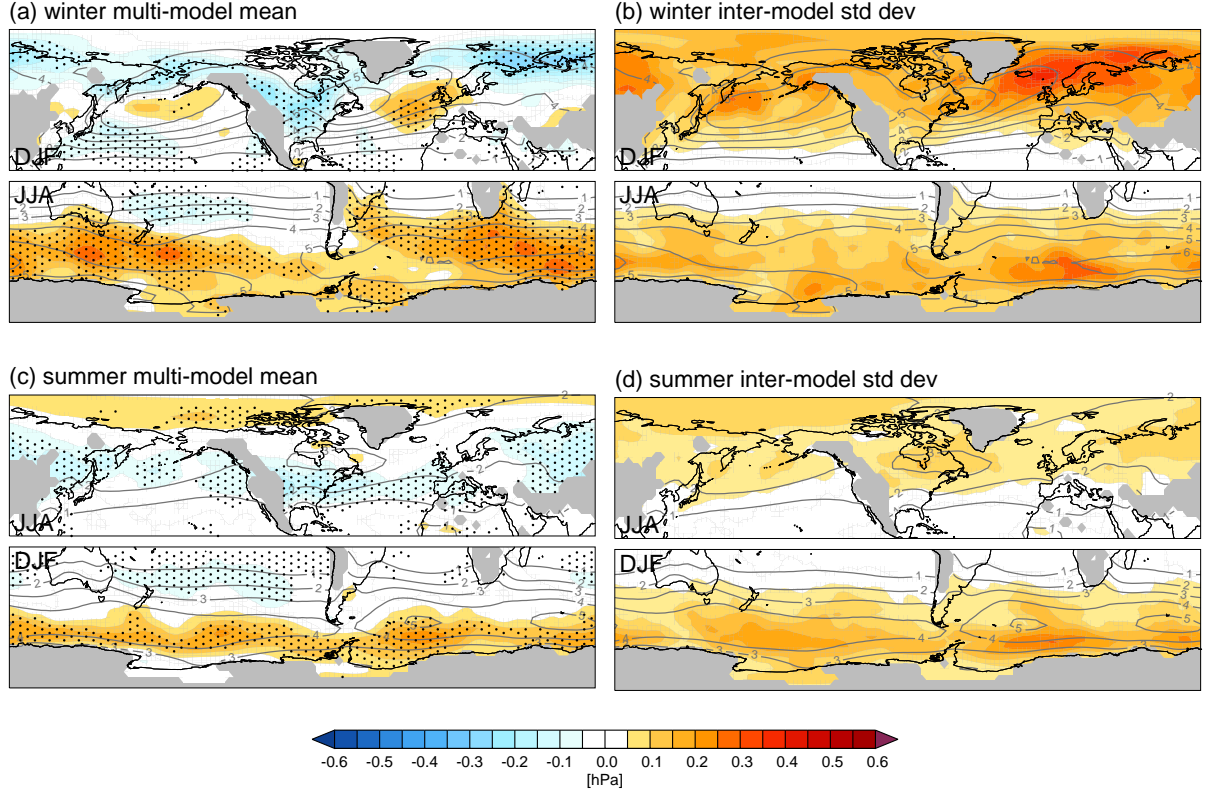 (a) winter multi-model mean
(b) winter inter-model std dev
DJF
DJF
JJA
JJA
(c) summer multi-model mean
(d) summer inter-model std dev
JJA
JJA
DJF
DJF
-0.6 -0.5 -0.4 -0.3 -0.2 -0.1 0.0 0.1 0.2 0.3 0.4 0.5 0.6
[hPa]